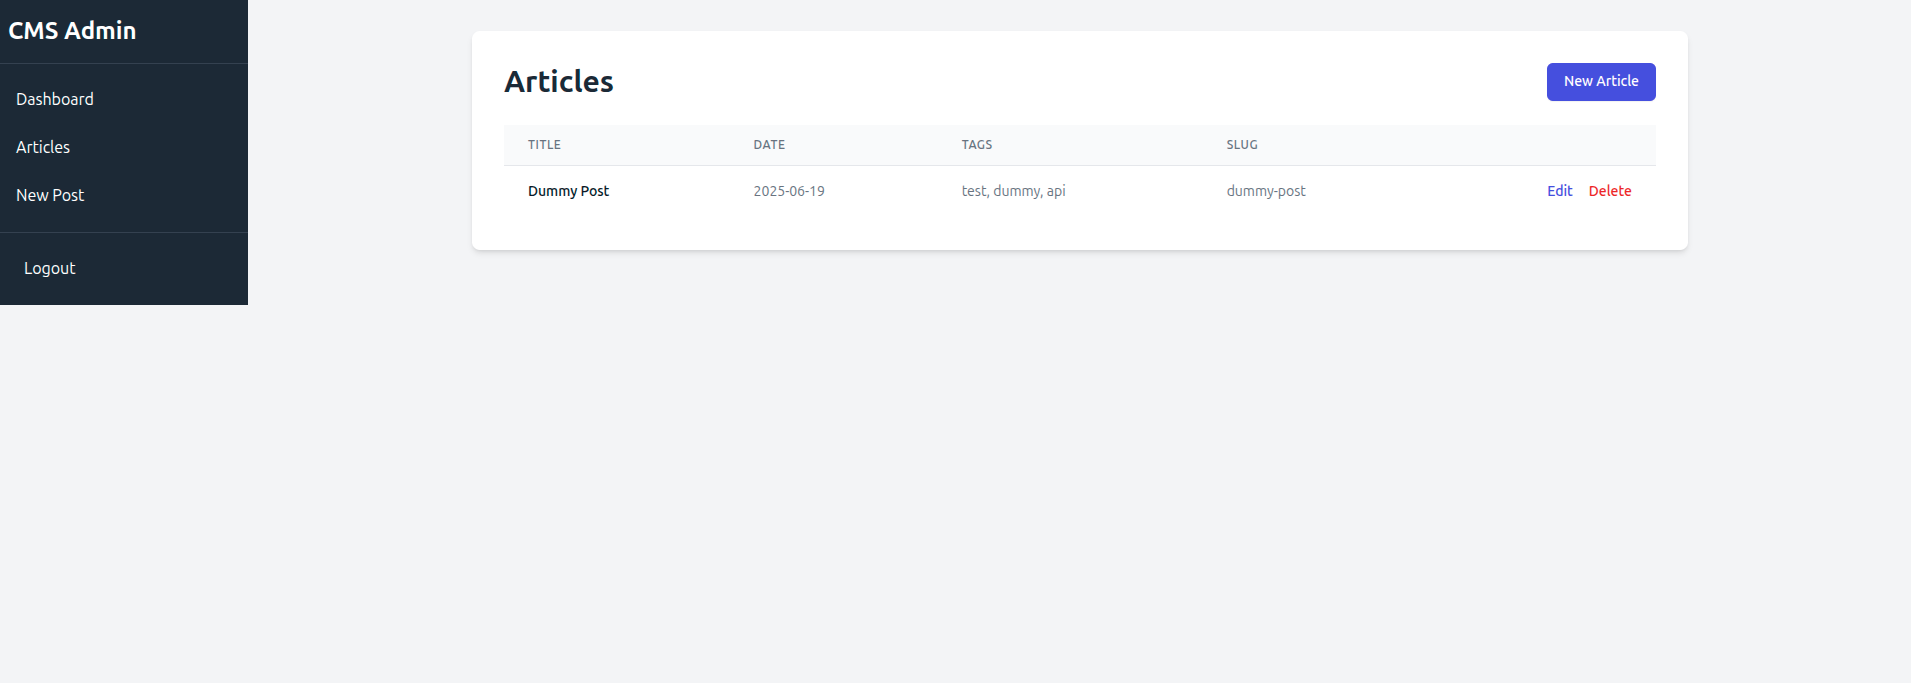 CMS Admin
Dashboard
Articles
New Post
Logout
Articles
New Article
TITLE DATE TAGS SLUG
Dummy Post 2025-06-19 test, dummy, api dummy-post Edit Delete